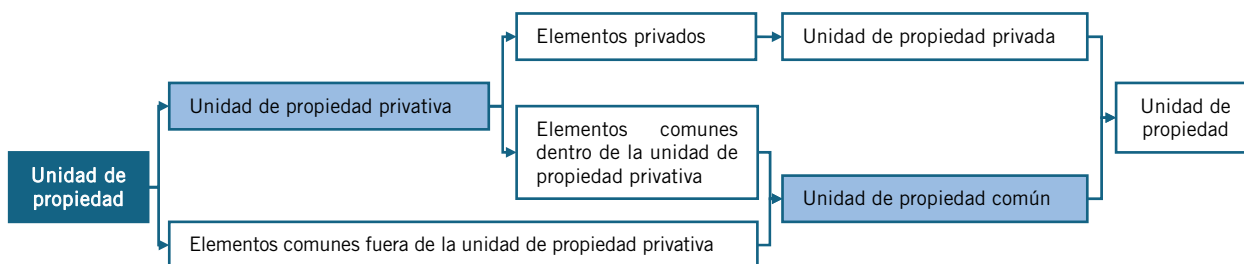 Elementos privados
Unidad de propiedad privada
Unidad de propiedad privativa
Unidad de
propiedad
Elementos comunes
dentro de la unidad de
propiedad privativa
Unidad de
propiedad
Unidad de propiedad común
Elementos comunes fuera de la unidad de propiedad privativa